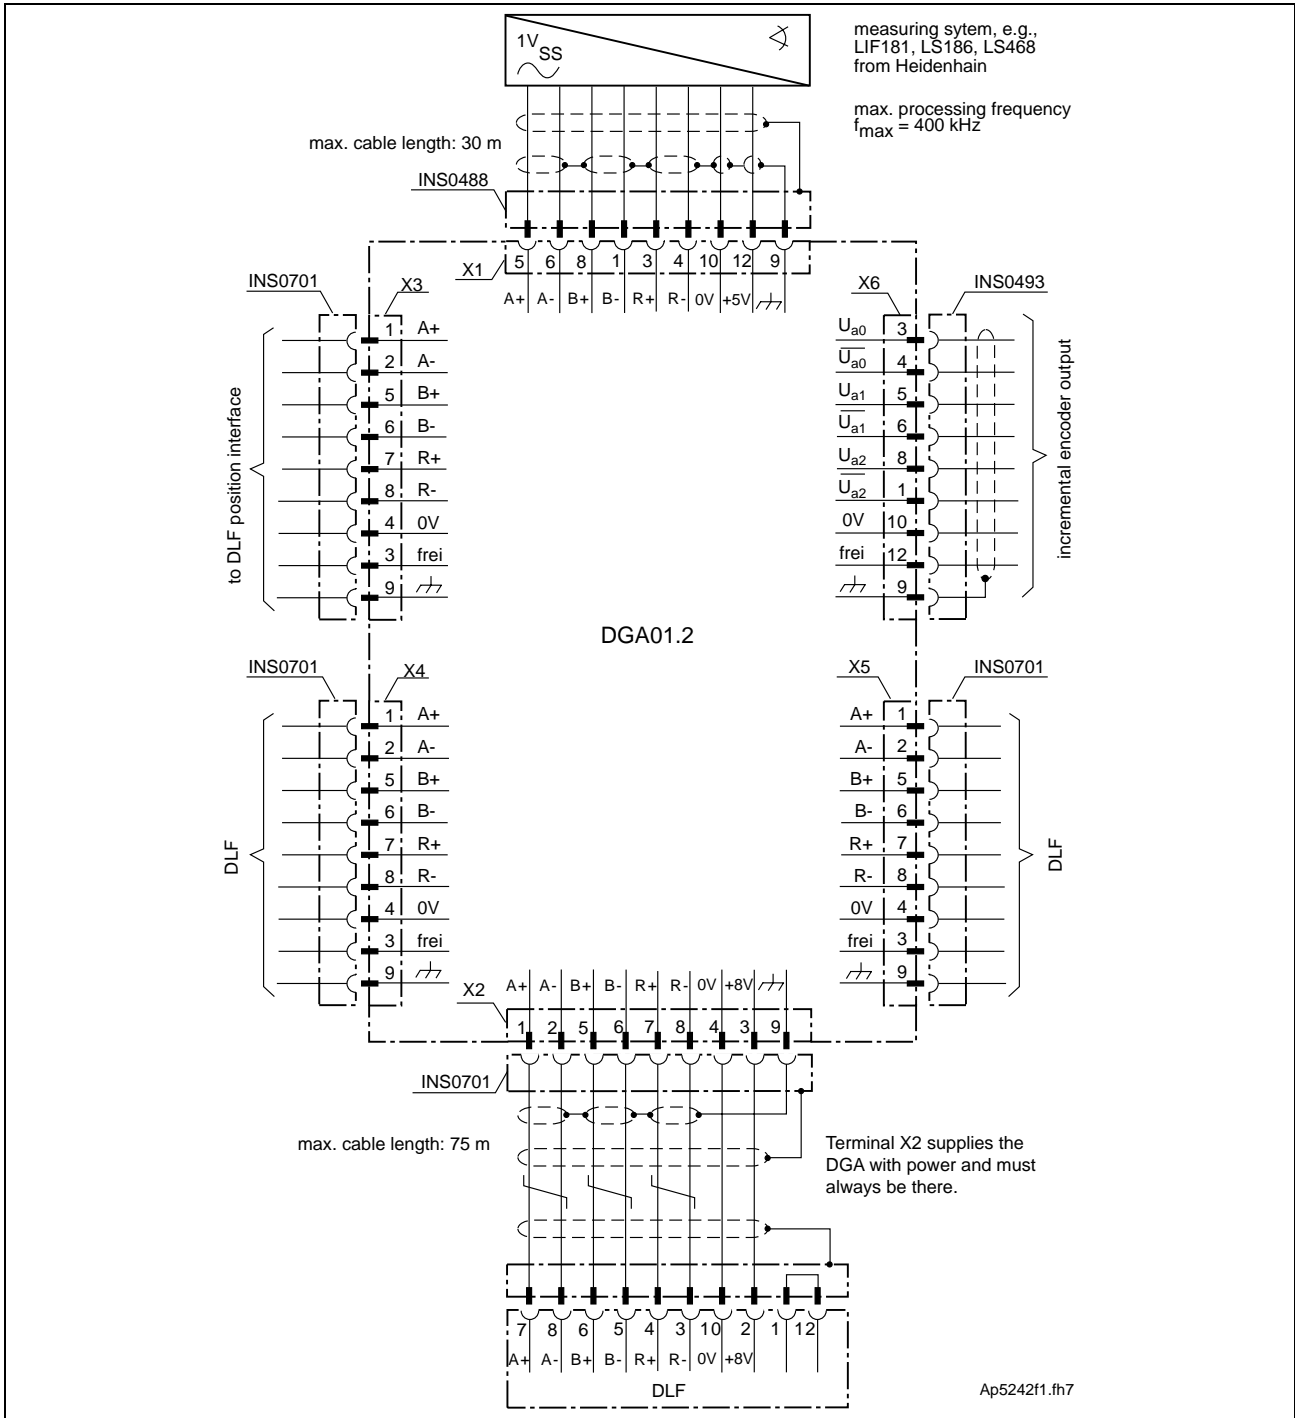 1VSS
measuring sytem, e.g.,
LIF181, LS186, LS468
from Heidenhain
max. processing frequency
fmax = 400 kHz
max. cable length: 30 m
INS0488
X1
5 6 8 1 3 4 10 12 9
A+ A- B+ B- R+ R- 0V +5V
INS0701
X3
1 A+
2 A-
5 B+
6 B-
7 R+
8 R-
4 0V
3 frei
9
to DLF position interface
X6
INS0493
Ua0 3
U̅a̅0̅ 4
Ua1 5
U̅a̅1̅ 6
Ua2 8
U̅a̅2̅ 1
0V 10
frei 12
9
incremental encoder output
DGA01.2
INS0701
X4
1 A+
2 A-
5 B+
6 B-
7 R+
8 R-
4 0V
3 frei
9
DLF
X5
INS0701
A+ 1
A- 2
B+ 5
B- 6
R+ 7
R- 8
0V 4
frei 3
9
DLF
X2
A+ A- B+ B- R+ R- 0V +8V
1 2 5 6 7 8 4 3 9
INS0701
max. cable length: 75 m
Terminal X2 supplies the
DGA with power and must
always be there.
7 8 6 5 4 3 10 2 1 12
A+ A- B+ B- R+ R- 0V +8V
DLF
Ap5242f1.fh7